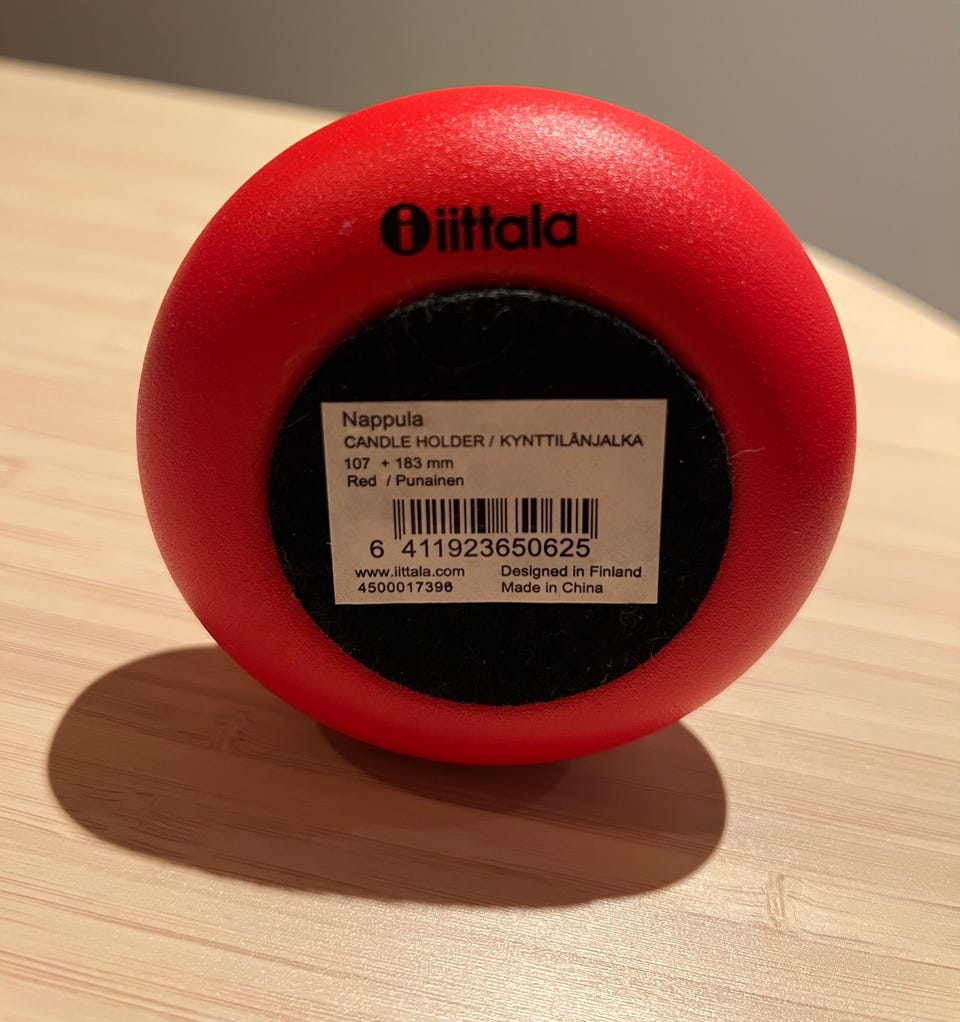 iittala
Nappula
CANDLE HOLDER / KYNTTILÄNJALKA
107 + 183 mm
Red / Punainen
6 411923650625
www.iittala.com Designed in Finland
4500017396 Made in China